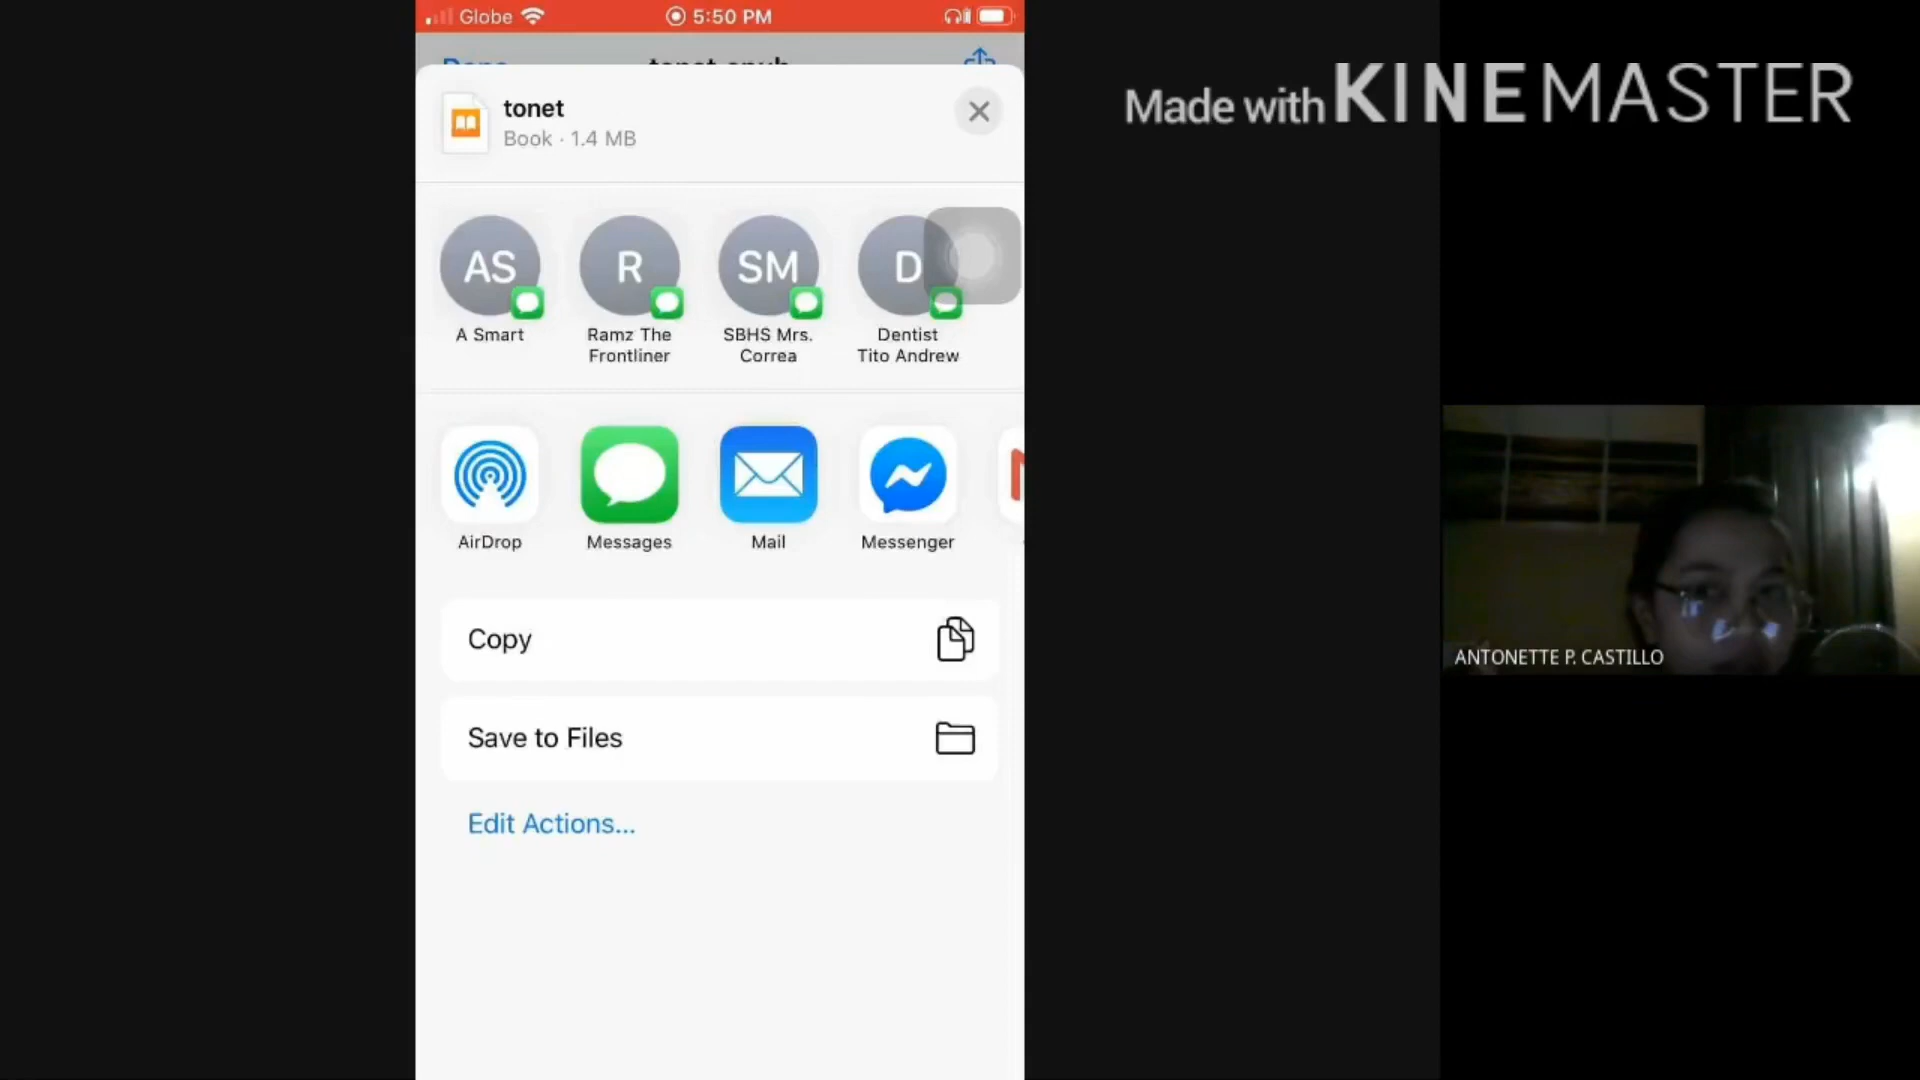 Globe
5:50 PM
Made with KINEMASTER
tonet
Book · 1.4 MB
AS
R
SM
D
A Smart
Ramz The
Frontliner
SBHS Mrs.
Correa
Dentist
Tito Andrew
AirDrop
Messages
Mail
Messenger
Copy
Save to Files
Edit Actions...
ANTONETTE P. CASTILLO